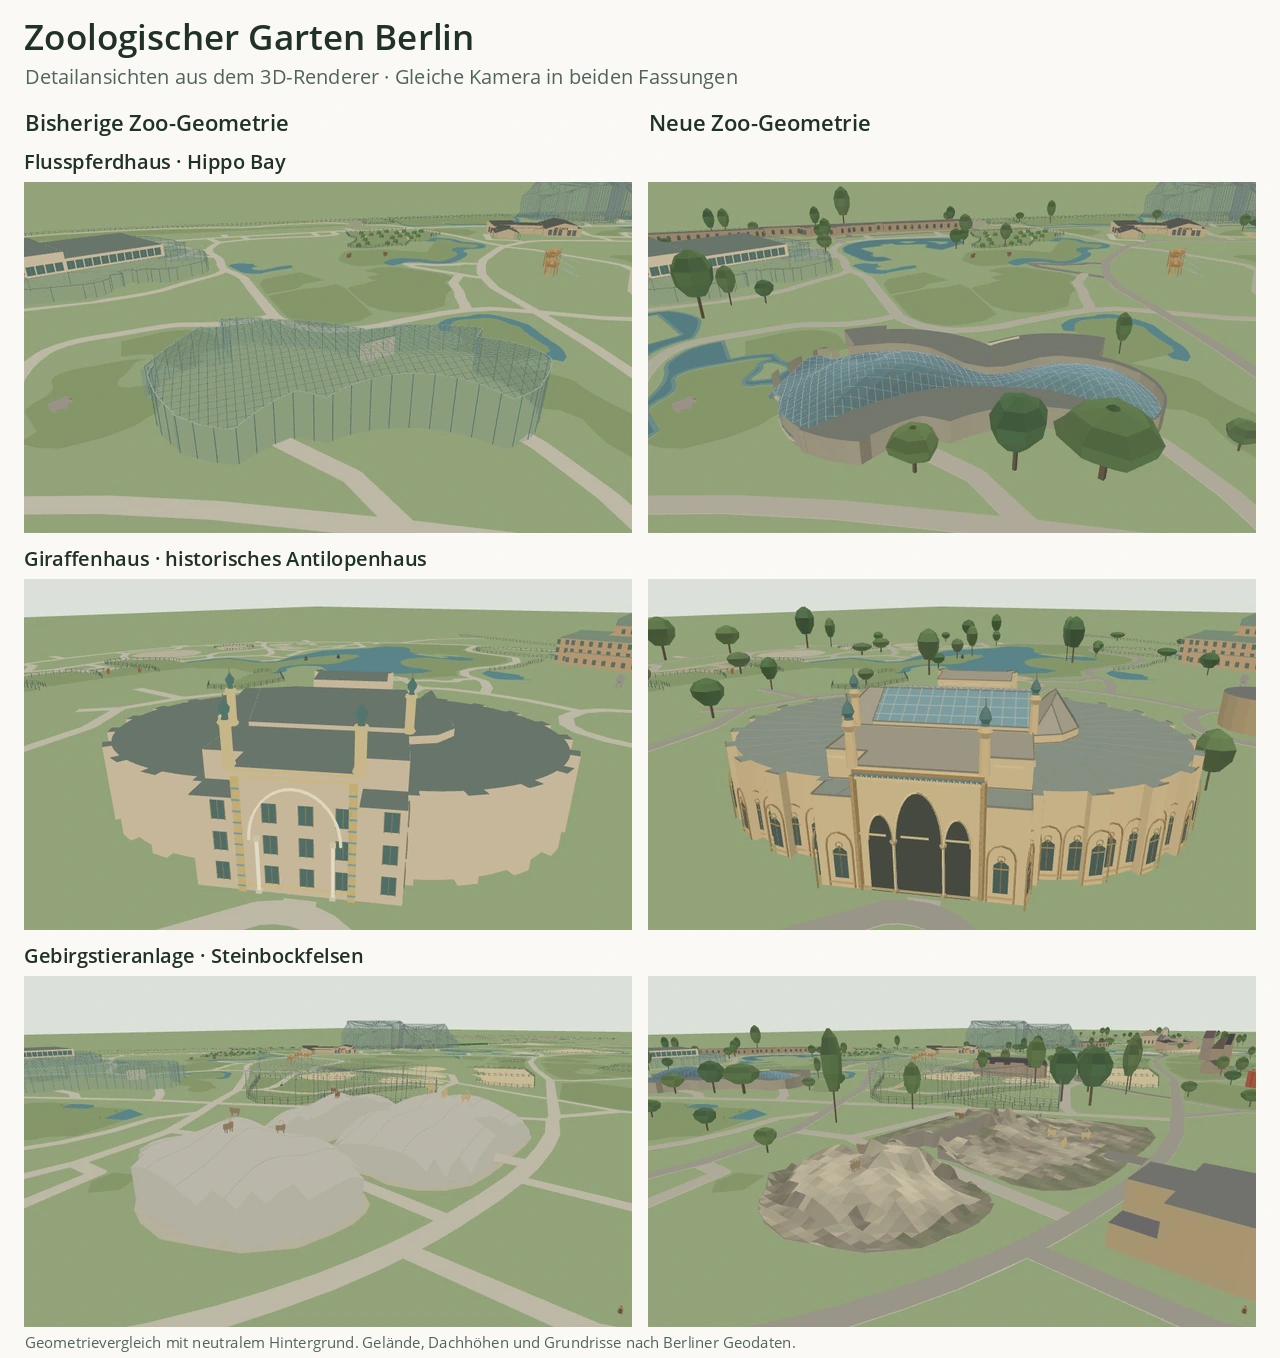 Zoologischer Garten Berlin
Detailansichten aus dem 3D-Renderer · Gleiche Kamera in beiden Fassungen
Bisherige Zoo-Geometrie
Neue Zoo-Geometrie
Flusspferdhaus · Hippo Bay
Giraffenhaus · historisches Antilopenhaus
Gebirgstieranlage · Steinbockfelsen
Geometrievergleich mit neutralem Hintergrund. Gelände, Dachhöhen und Grundrisse nach Berliner Geodaten.